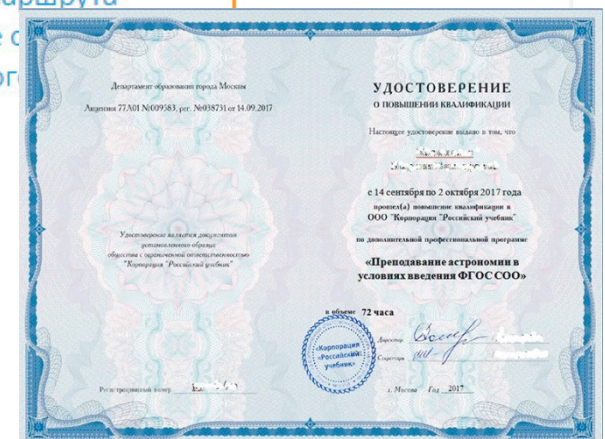 Департамент образования города Москвы
Лицензия 77Л01 №009583, рег. №038731 от 14.09.2017
Удостоверение является документом
установленного образца
общества с ограниченной ответственностью
"Корпорация "Российский учебник"
Регистрационный номер
УДОСТОВЕРЕНИЕ
О ПОВЫШЕНИИ КВАЛИФИКАЦИИ
Настоящее удостоверение выдано в том, что
с 14 сентября по 2 октября 2017 года
прошел(а) повышение квалификации в
ООО "Корпорация "Российский учебник"
по дополнительной профессиональной программе
«Преподавание астрономии в
условиях введения ФГОС СОО»
в объеме 72 часа
Директор
Секретарь
«Корпорация
«Российский
учебник»
г. Москва Год 2017